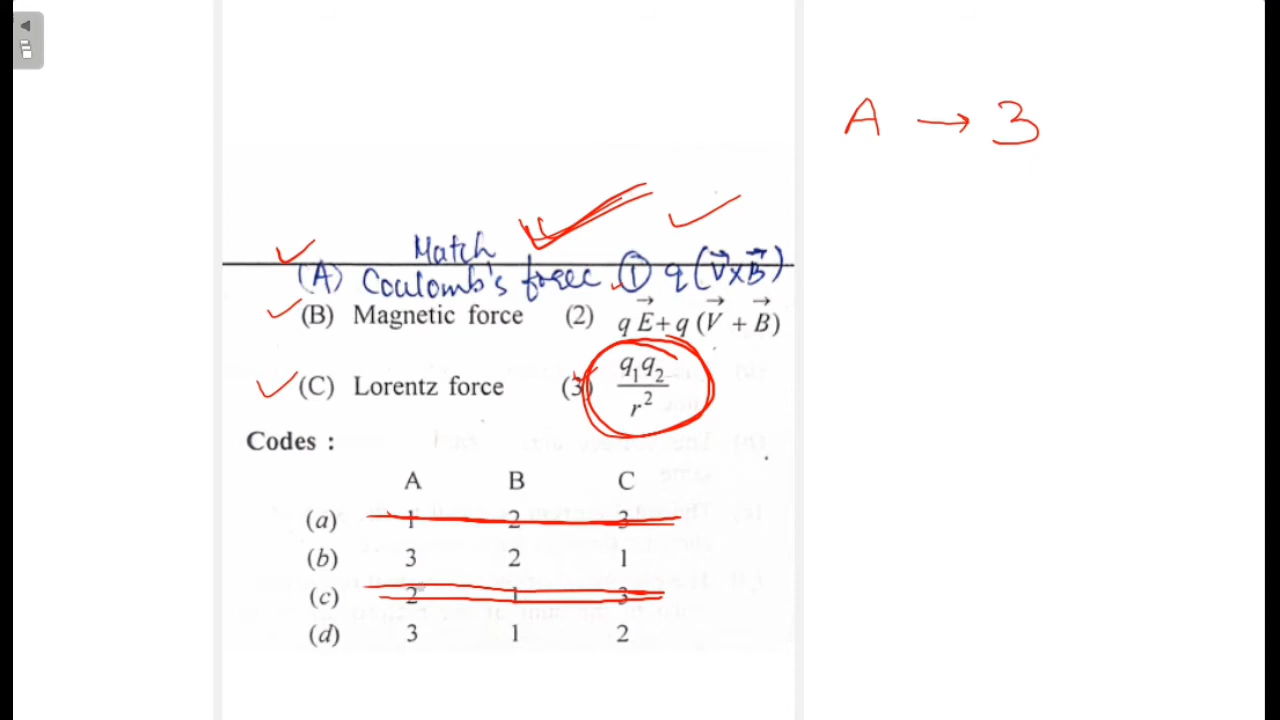 A → 3
Match
(A) Coulomb's force ① q(V⃗×B⃗)
(B) Magnetic force (2) q E⃗+q (V⃗ + B⃗)
(C) Lorentz force (3) q₁q₂/r²
Codes :
A B C
(a) 1 2 3
(b) 3 2 1
(c) 2 1 3
(d) 3 1 2